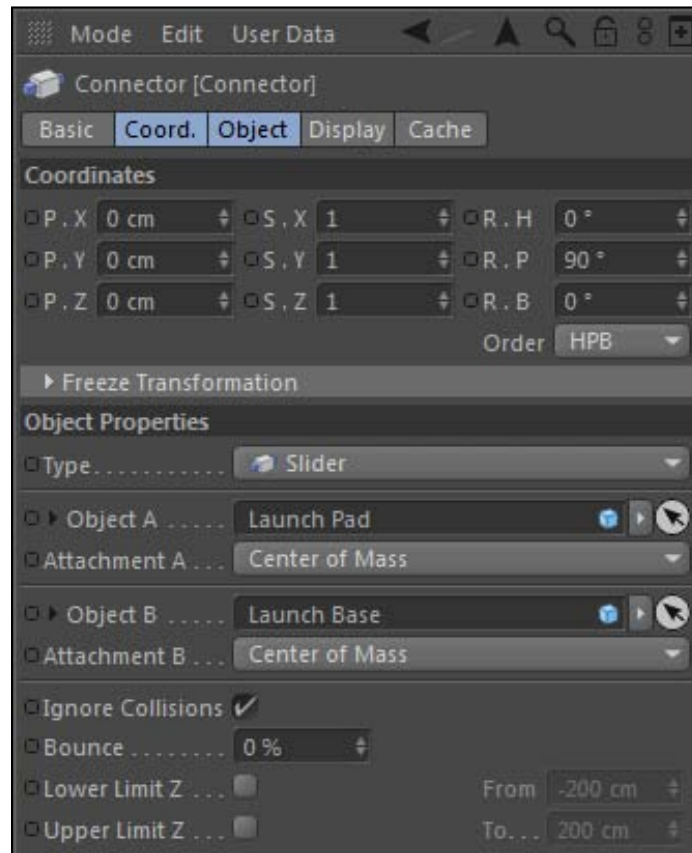 Mode Edit User Data
Connector [Connector]
Basic Coord. Object Display Cache
Coordinates
P . X 0 cm S . X 1 R . H 0 °
P . Y 0 cm S . Y 1 R . P 90 °
P . Z 0 cm S . Z 1 R . B 0 °
Order HPB
Freeze Transformation
Object Properties
Type........... Slider
Object A ..... Launch Pad
Attachment A ... Center of Mass
Object B ..... Launch Base
Attachment B ... Center of Mass
Ignore Collisions
Bounce ........ 0 %
Lower Limit Z ... From -200 cm
Upper Limit Z ... To... 200 cm